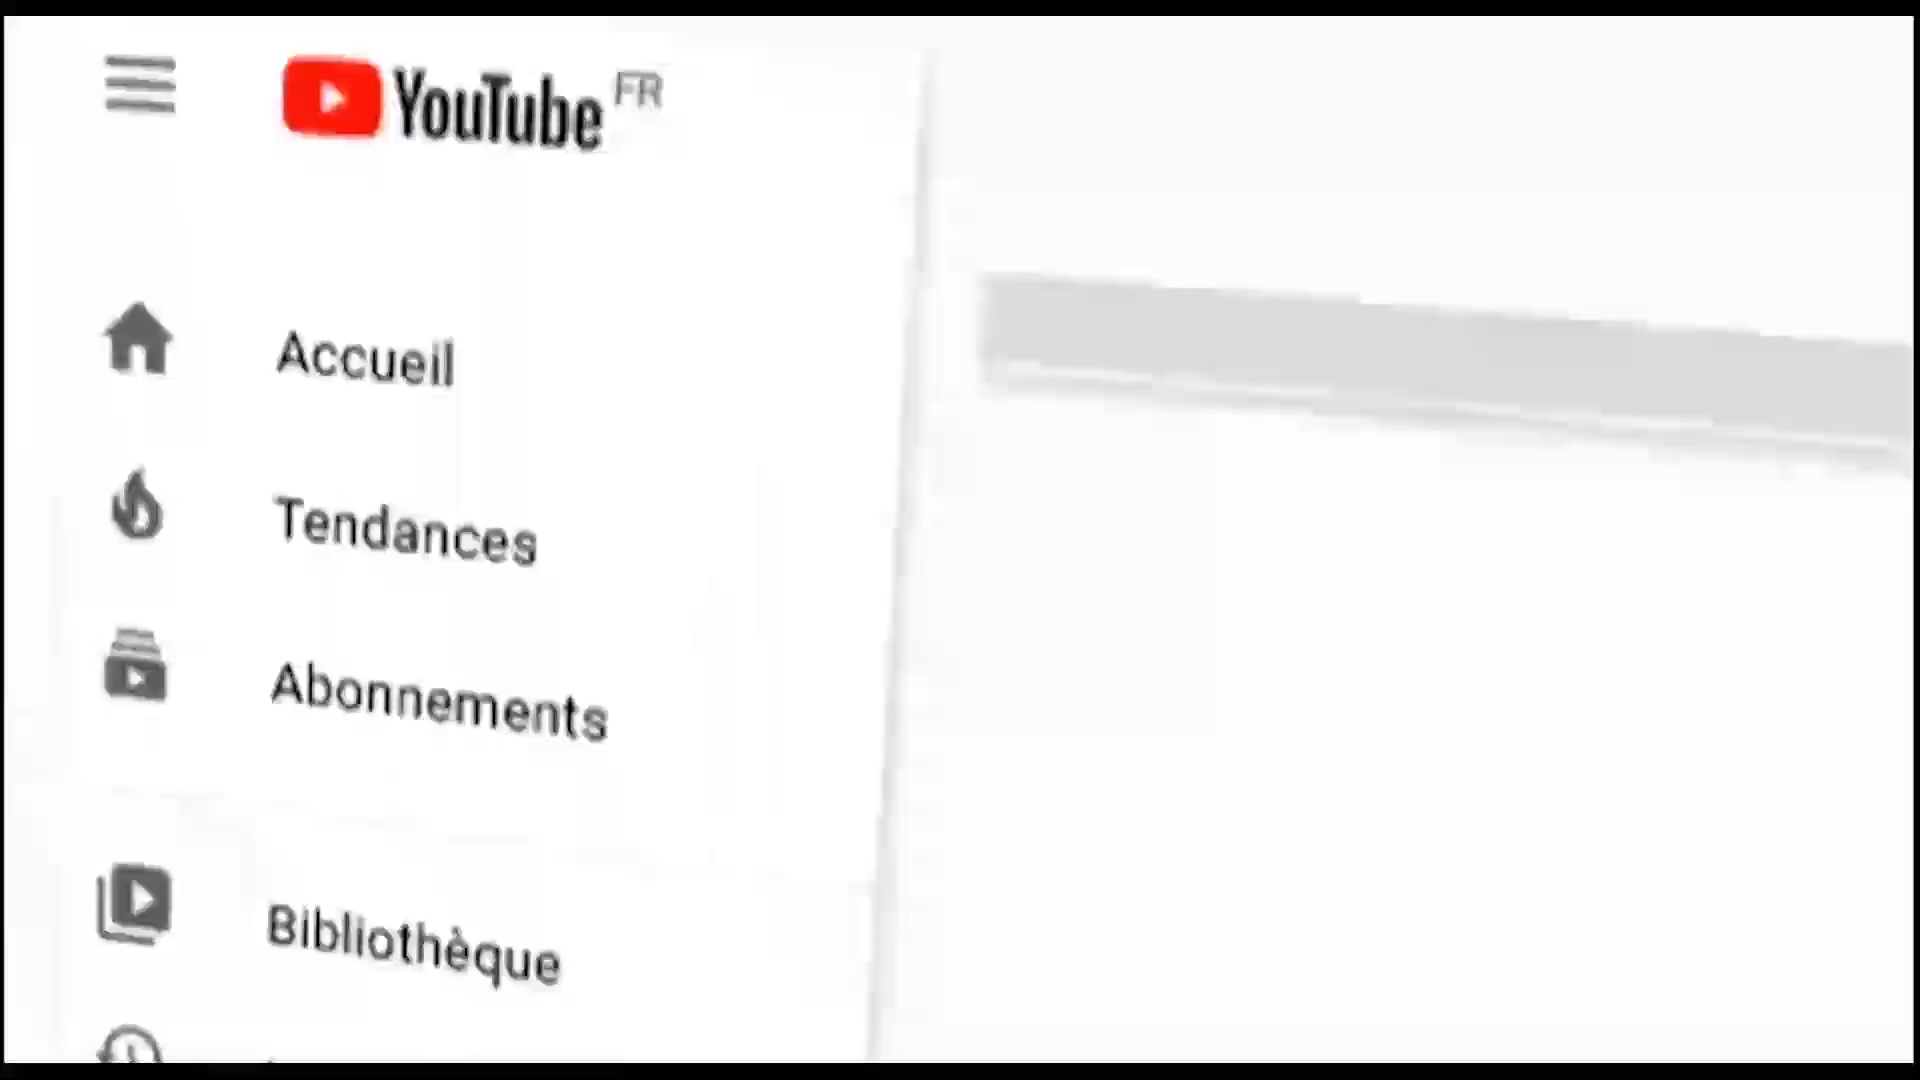 YouTube FR
Accueil
Tendances
Abonnements
Bibliothèque